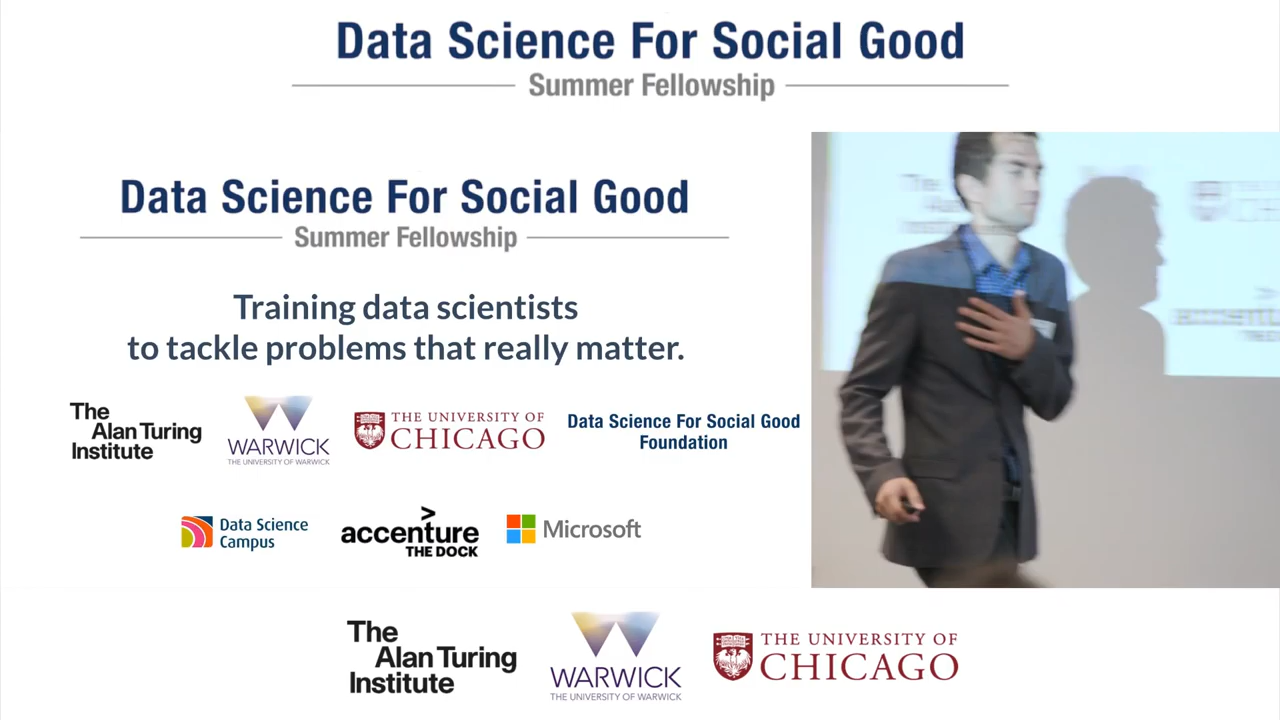 Data Science For Social Good
Summer Fellowship
Data Science For Social Good
Summer Fellowship
Training data scientists
to tackle problems that really matter.
The
Alan Turing
Institute
WARWICK
THE UNIVERSITY OF WARWICK
THE UNIVERSITY OF
CHICAGO
Data Science For Social Good
Foundation
Data Science
Campus
>
accenture
THE DOCK
Microsoft
The
Alan Turing
Institute
WARWICK
THE UNIVERSITY OF WARWICK
THE UNIVERSITY OF
CHICAGO